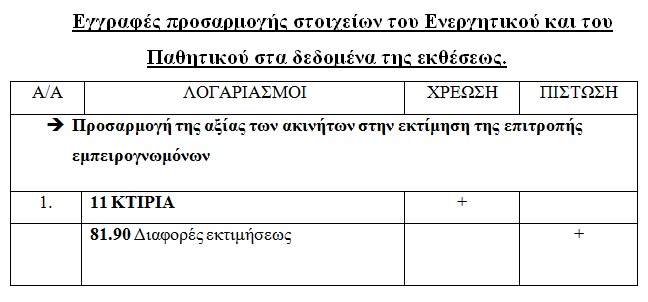 Εγγραφές προσαρμογής στοιχείων του Ενεργητικού και του
Παθητικού στα δεδομένα της εκθέσεως.
Α/Α ΛΟΓΑΡΙΑΣΜΟΙ ΧΡΕΩΣΗ ΠΙΣΤΩΣΗ
➔ Προσαρμογή της αξίας των ακινήτων στην εκτίμηση της επιτροπής
εμπειρογνωμόνων
1. 11 ΚΤΙΡΙΑ +
81.90 Διαφορές εκτιμήσεως +